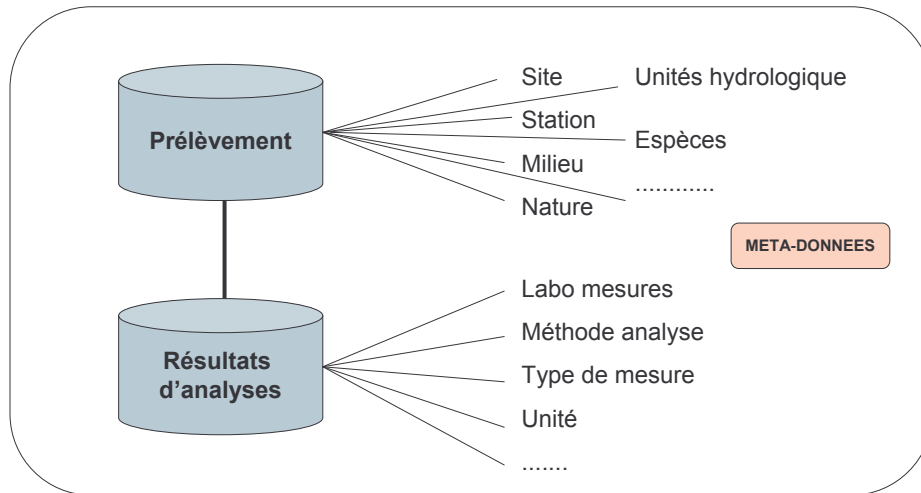 Site
Unités hydrologique
Station
Prélèvement
Espèces
Milieu
............
Nature
META-DONNEES
Labo mesures
Méthode analyse
Résultats
d'analyses
Type de mesure
Unité
.......